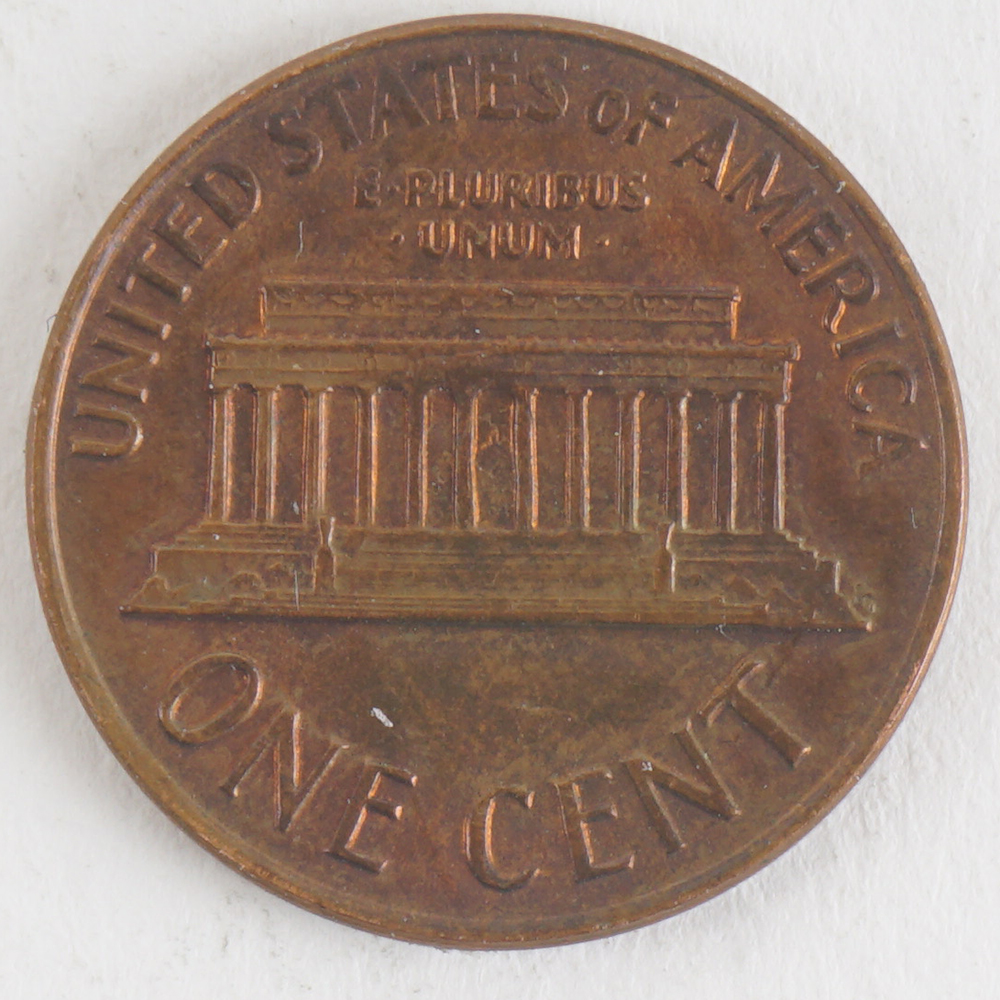 UNITED STATES OF AMERICA
E·PLURIBUS
·UNUM·
ONE CENT